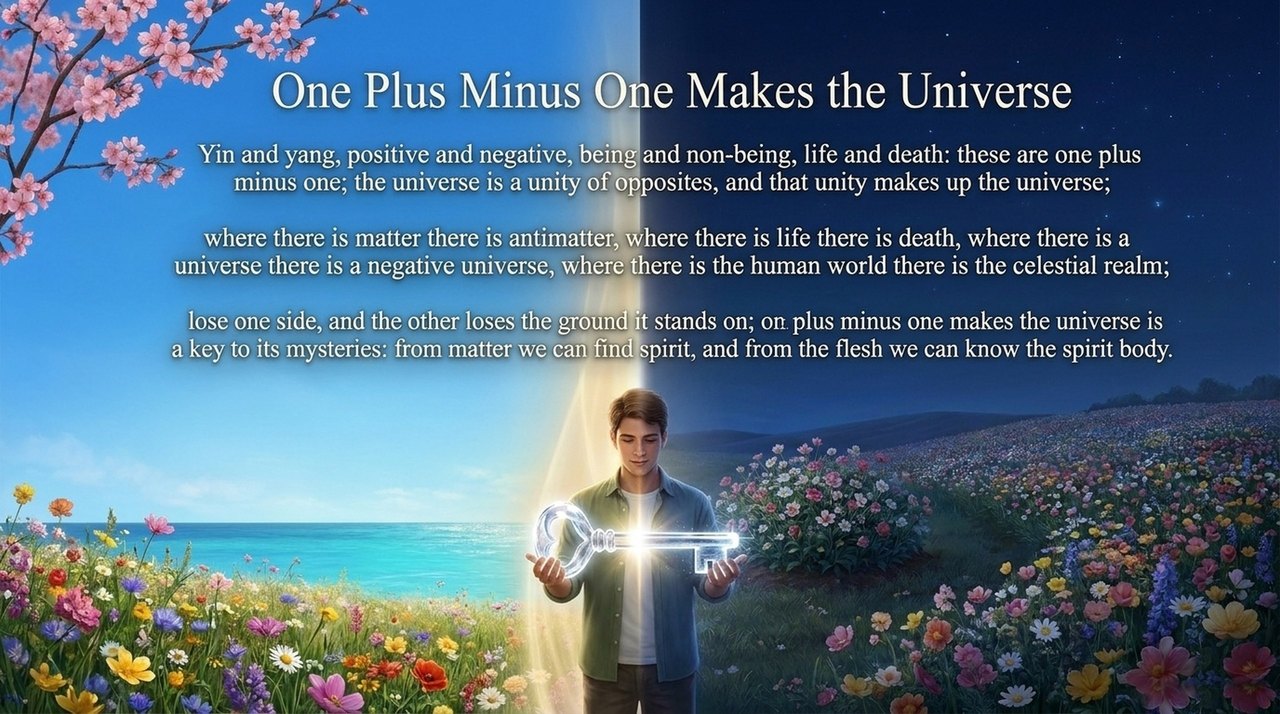 One Plus Minus One Makes the Universe
Yin and yang, positive and negative, being and non-being, life and death: these are one plus
minus one; the universe is a unity of opposites, and that unity makes up the universe;
where there is matter there is antimatter, where there is life there is death, where there is a
universe there is a negative universe, where there is the human world there is the celestial realm;
lose one side, and the other loses the ground it stands on; on plus minus one makes the universe is
a key to its mysteries: from matter we can find spirit, and from the flesh we can know the spirit body.